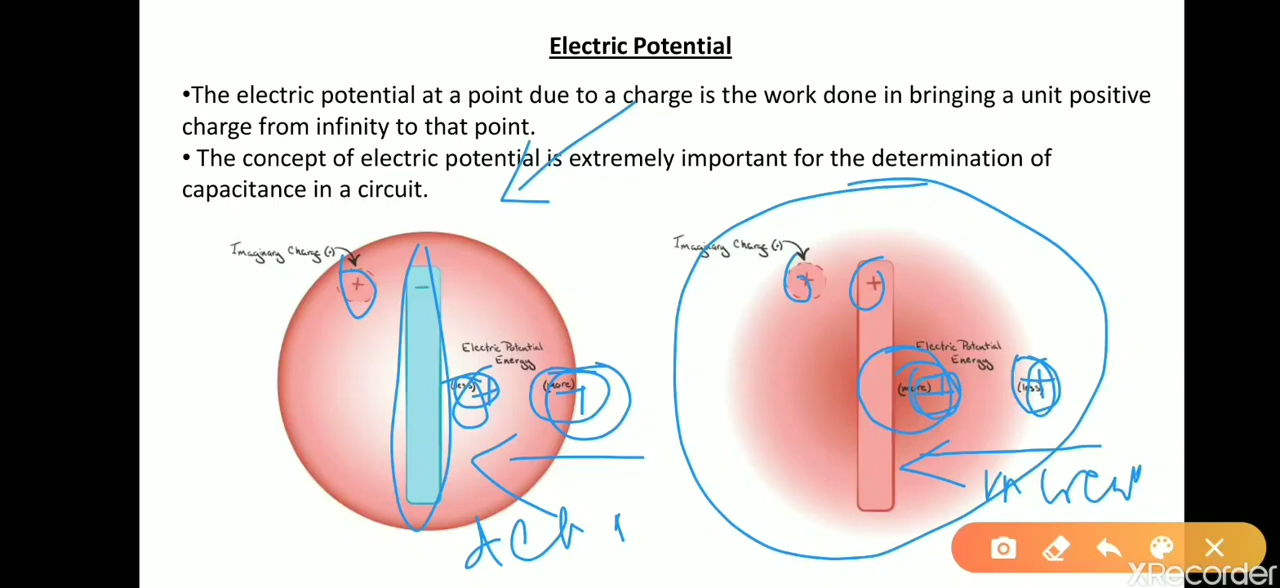 Electric Potential
•The electric potential at a point due to a charge is the work done in bringing a unit positive
charge from infinity to that point.
• The concept of electric potential is extremely important for the determination of
capacitance in a circuit.
Imaginary Charge (+)
+
−
Electric Potential
Energy
(less) + (more) +
Imaginary Charge (+)
+
+
Electric Potential
Energy
(more) + (less) +
XRecorder